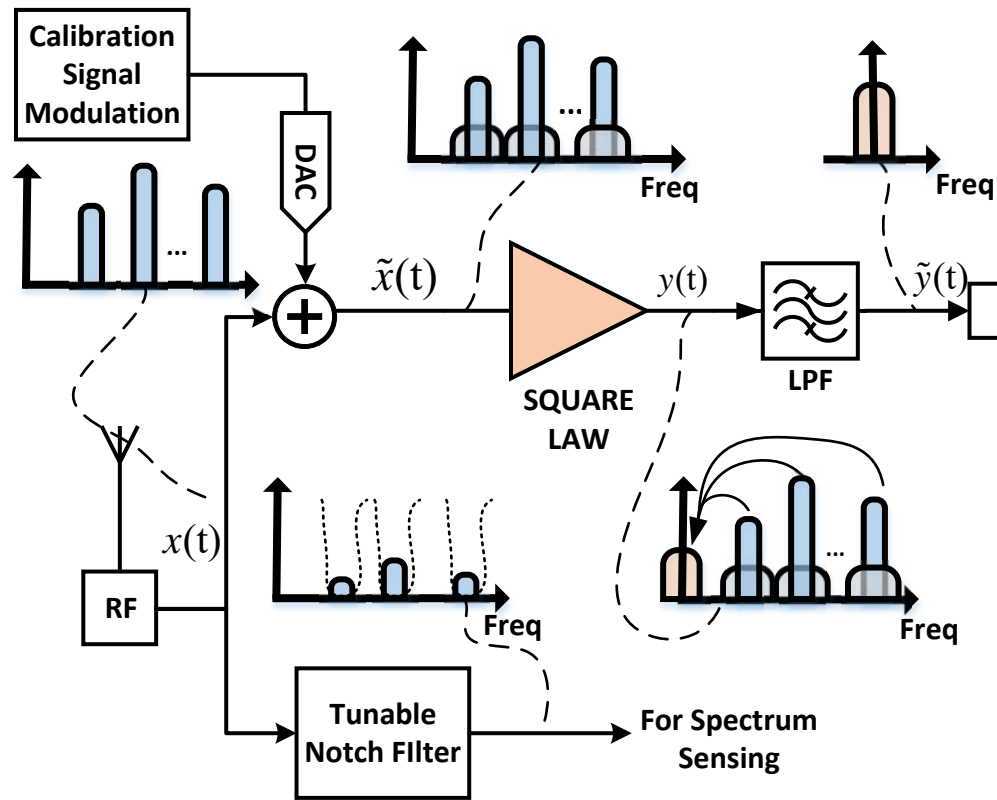 Calibration
Signal
Modulation
DAC
Freq
Freq
...
...
x̃(t)
y(t)
ỹ(t)
+
SQUARE
LAW
LPF
x(t)
RF
Freq
...
Freq
Tunable
Notch FIlter
For Spectrum
Sensing